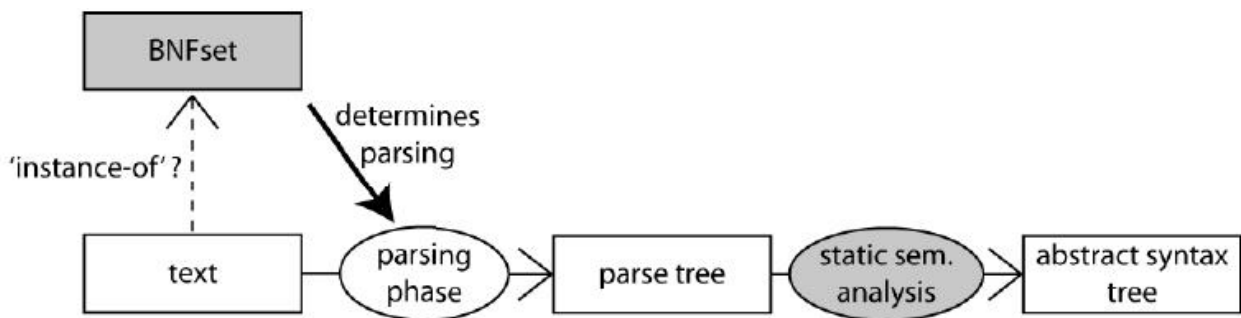 BNFset
determines
parsing
'instance-of' ?
text
parsing
phase
parse tree
static sem.
analysis
abstract syntax
tree